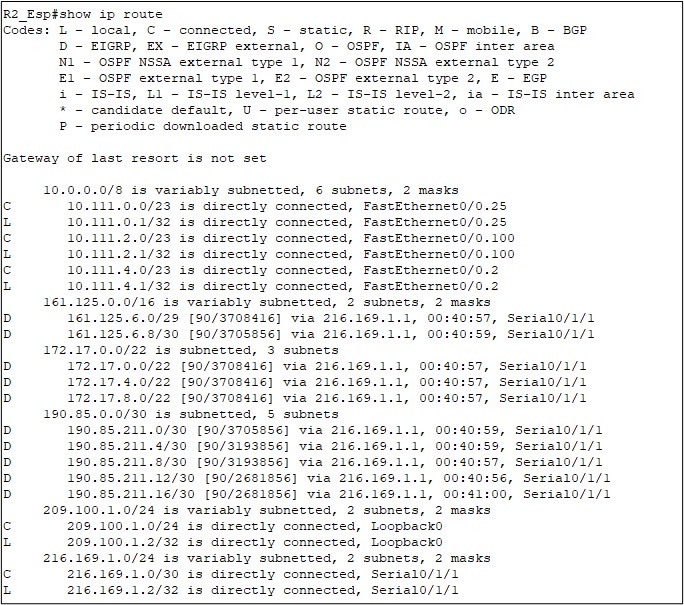 R2_Esp#show ip route
Codes: L - local, C - connected, S - static, R - RIP, M - mobile, B - BGP
       D - EIGRP, EX - EIGRP external, O - OSPF, IA - OSPF inter area
       N1 - OSPF NSSA external type 1, N2 - OSPF NSSA external type 2
       E1 - OSPF external type 1, E2 - OSPF external type 2, E - EGP
       i - IS-IS, L1 - IS-IS level-1, L2 - IS-IS level-2, ia - IS-IS inter area
       * - candidate default, U - per-user static route, o - ODR
       P - periodic downloaded static route

Gateway of last resort is not set

     10.0.0.0/8 is variably subnetted, 6 subnets, 2 masks
C       10.111.0.0/23 is directly connected, FastEthernet0/0.25
L       10.111.0.1/32 is directly connected, FastEthernet0/0.25
C       10.111.2.0/23 is directly connected, FastEthernet0/0.100
L       10.111.2.1/32 is directly connected, FastEthernet0/0.100
C       10.111.4.0/23 is directly connected, FastEthernet0/0.2
L       10.111.4.1/32 is directly connected, FastEthernet0/0.2
     161.125.0.0/16 is variably subnetted, 2 subnets, 2 masks
D       161.125.6.0/29 [90/3708416] via 216.169.1.1, 00:40:57, Serial0/1/1
D       161.125.6.8/30 [90/3705856] via 216.169.1.1, 00:40:59, Serial0/1/1
     172.17.0.0/22 is subnetted, 3 subnets
D       172.17.0.0/22 [90/3708416] via 216.169.1.1, 00:40:57, Serial0/1/1
D       172.17.4.0/22 [90/3708416] via 216.169.1.1, 00:40:57, Serial0/1/1
D       172.17.8.0/22 [90/3708416] via 216.169.1.1, 00:40:57, Serial0/1/1
     190.85.0.0/30 is subnetted, 5 subnets
D       190.85.211.0/30 [90/3705856] via 216.169.1.1, 00:40:59, Serial0/1/1
D       190.85.211.4/30 [90/3193856] via 216.169.1.1, 00:40:59, Serial0/1/1
D       190.85.211.8/30 [90/3193856] via 216.169.1.1, 00:40:57, Serial0/1/1
D       190.85.211.12/30 [90/2681856] via 216.169.1.1, 00:40:56, Serial0/1/1
D       190.85.211.16/30 [90/2681856] via 216.169.1.1, 00:41:00, Serial0/1/1
     209.100.1.0/24 is variably subnetted, 2 subnets, 2 masks
C       209.100.1.0/24 is directly connected, Loopback0
L       209.100.1.2/32 is directly connected, Loopback0
     216.169.1.0/24 is variably subnetted, 2 subnets, 2 masks
C       216.169.1.0/30 is directly connected, Serial0/1/1
L       216.169.1.2/32 is directly connected, Serial0/1/1